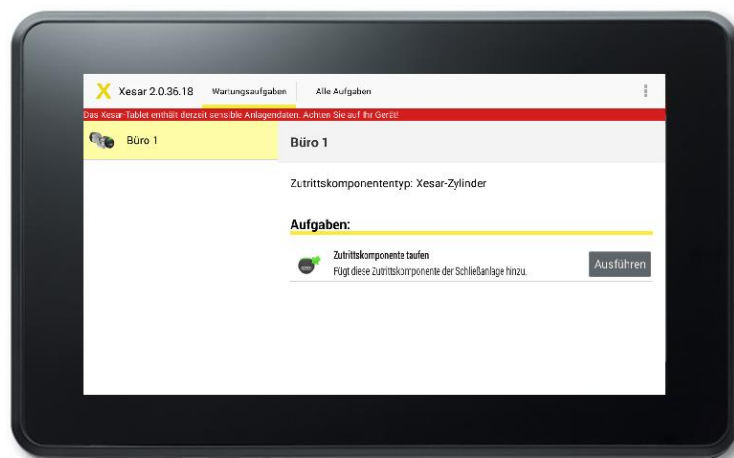 X Xesar 2.0.36.18 Wartungsaufgaben Alle Aufgaben
Das Xesar-Tablet enthält derzeit sensible Anlagendaten. Achten Sie auf Ihr Gerät!
Büro 1
Büro 1
Zutrittskomponententyp: Xesar-Zylinder
Aufgaben:
Zutrittskomponente taufen
Fügt diese Zutrittskomponente der Schließanlage hinzu.
Ausführen